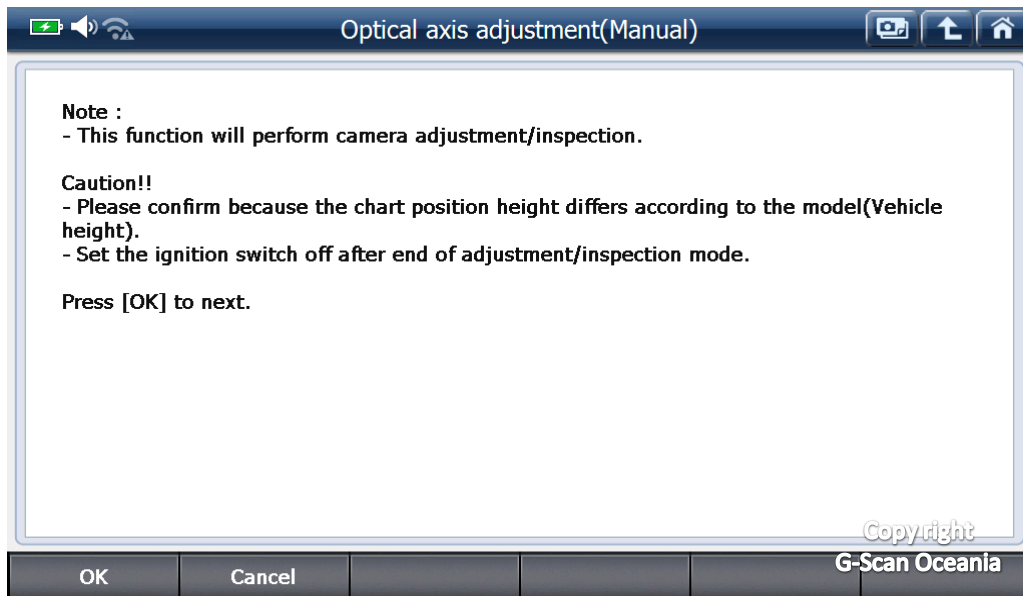 Optical axis adjustment(Manual)
Note :
- This function will perform camera adjustment/inspection.
Caution!!
- Please confirm because the chart position height differs according to the model(Vehicle
height).
- Set the ignition switch off after end of adjustment/inspection mode.
Press [OK] to next.
Copy right
G-Scan Oceania
OK
Cancel